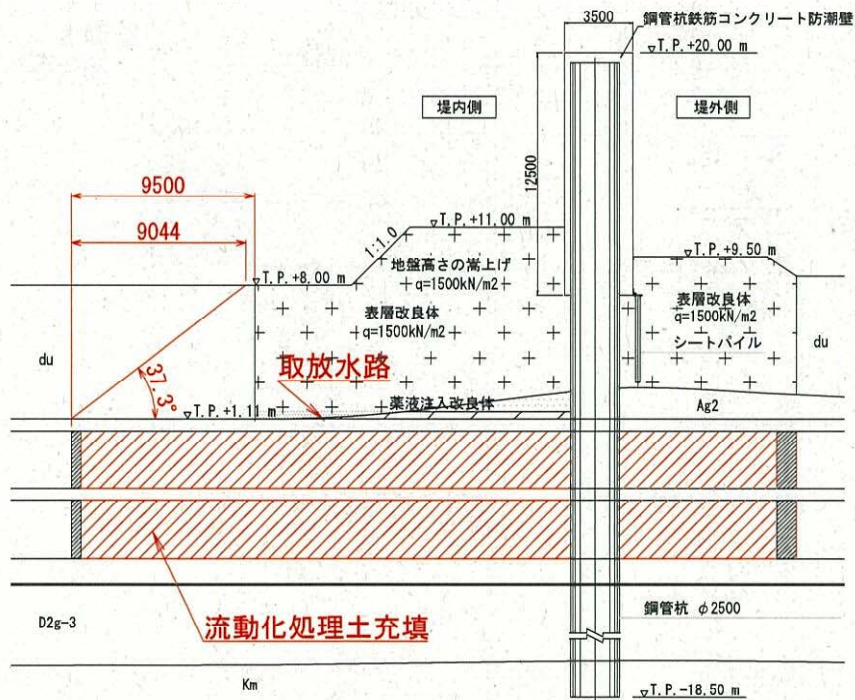 3500
鋼管杭鉄筋コンクリート防潮壁
▽T.P.+20.00 m
堤内側
堤外側
12500
9500
9044
▽T.P.+11.00 m
1:1.0
地盤高さの嵩上げ
q=1500kN/m2
▽T.P.+9.50 m
▽T.P.+8.00 m
表層改良体
q=1500kN/m2
表層改良体
q=1500kN/m2
シートパイル
du
du
取放水路
37.3°
薬液注入改良体
▽T.P.+1.11 m
Ag2
鋼管杭 φ2500
D2g-3
流動化処理土充填
Km
▽T.P.-18.50 m